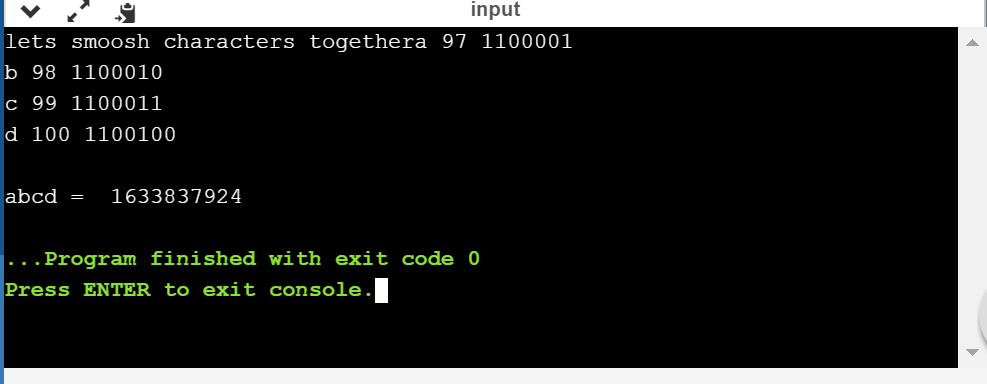 input
lets smoosh characters togethera 97 1100001
b 98 1100010
c 99 1100011
d 100 1100100
abcd =  1633837924
...Program finished with exit code 0
Press ENTER to exit console.